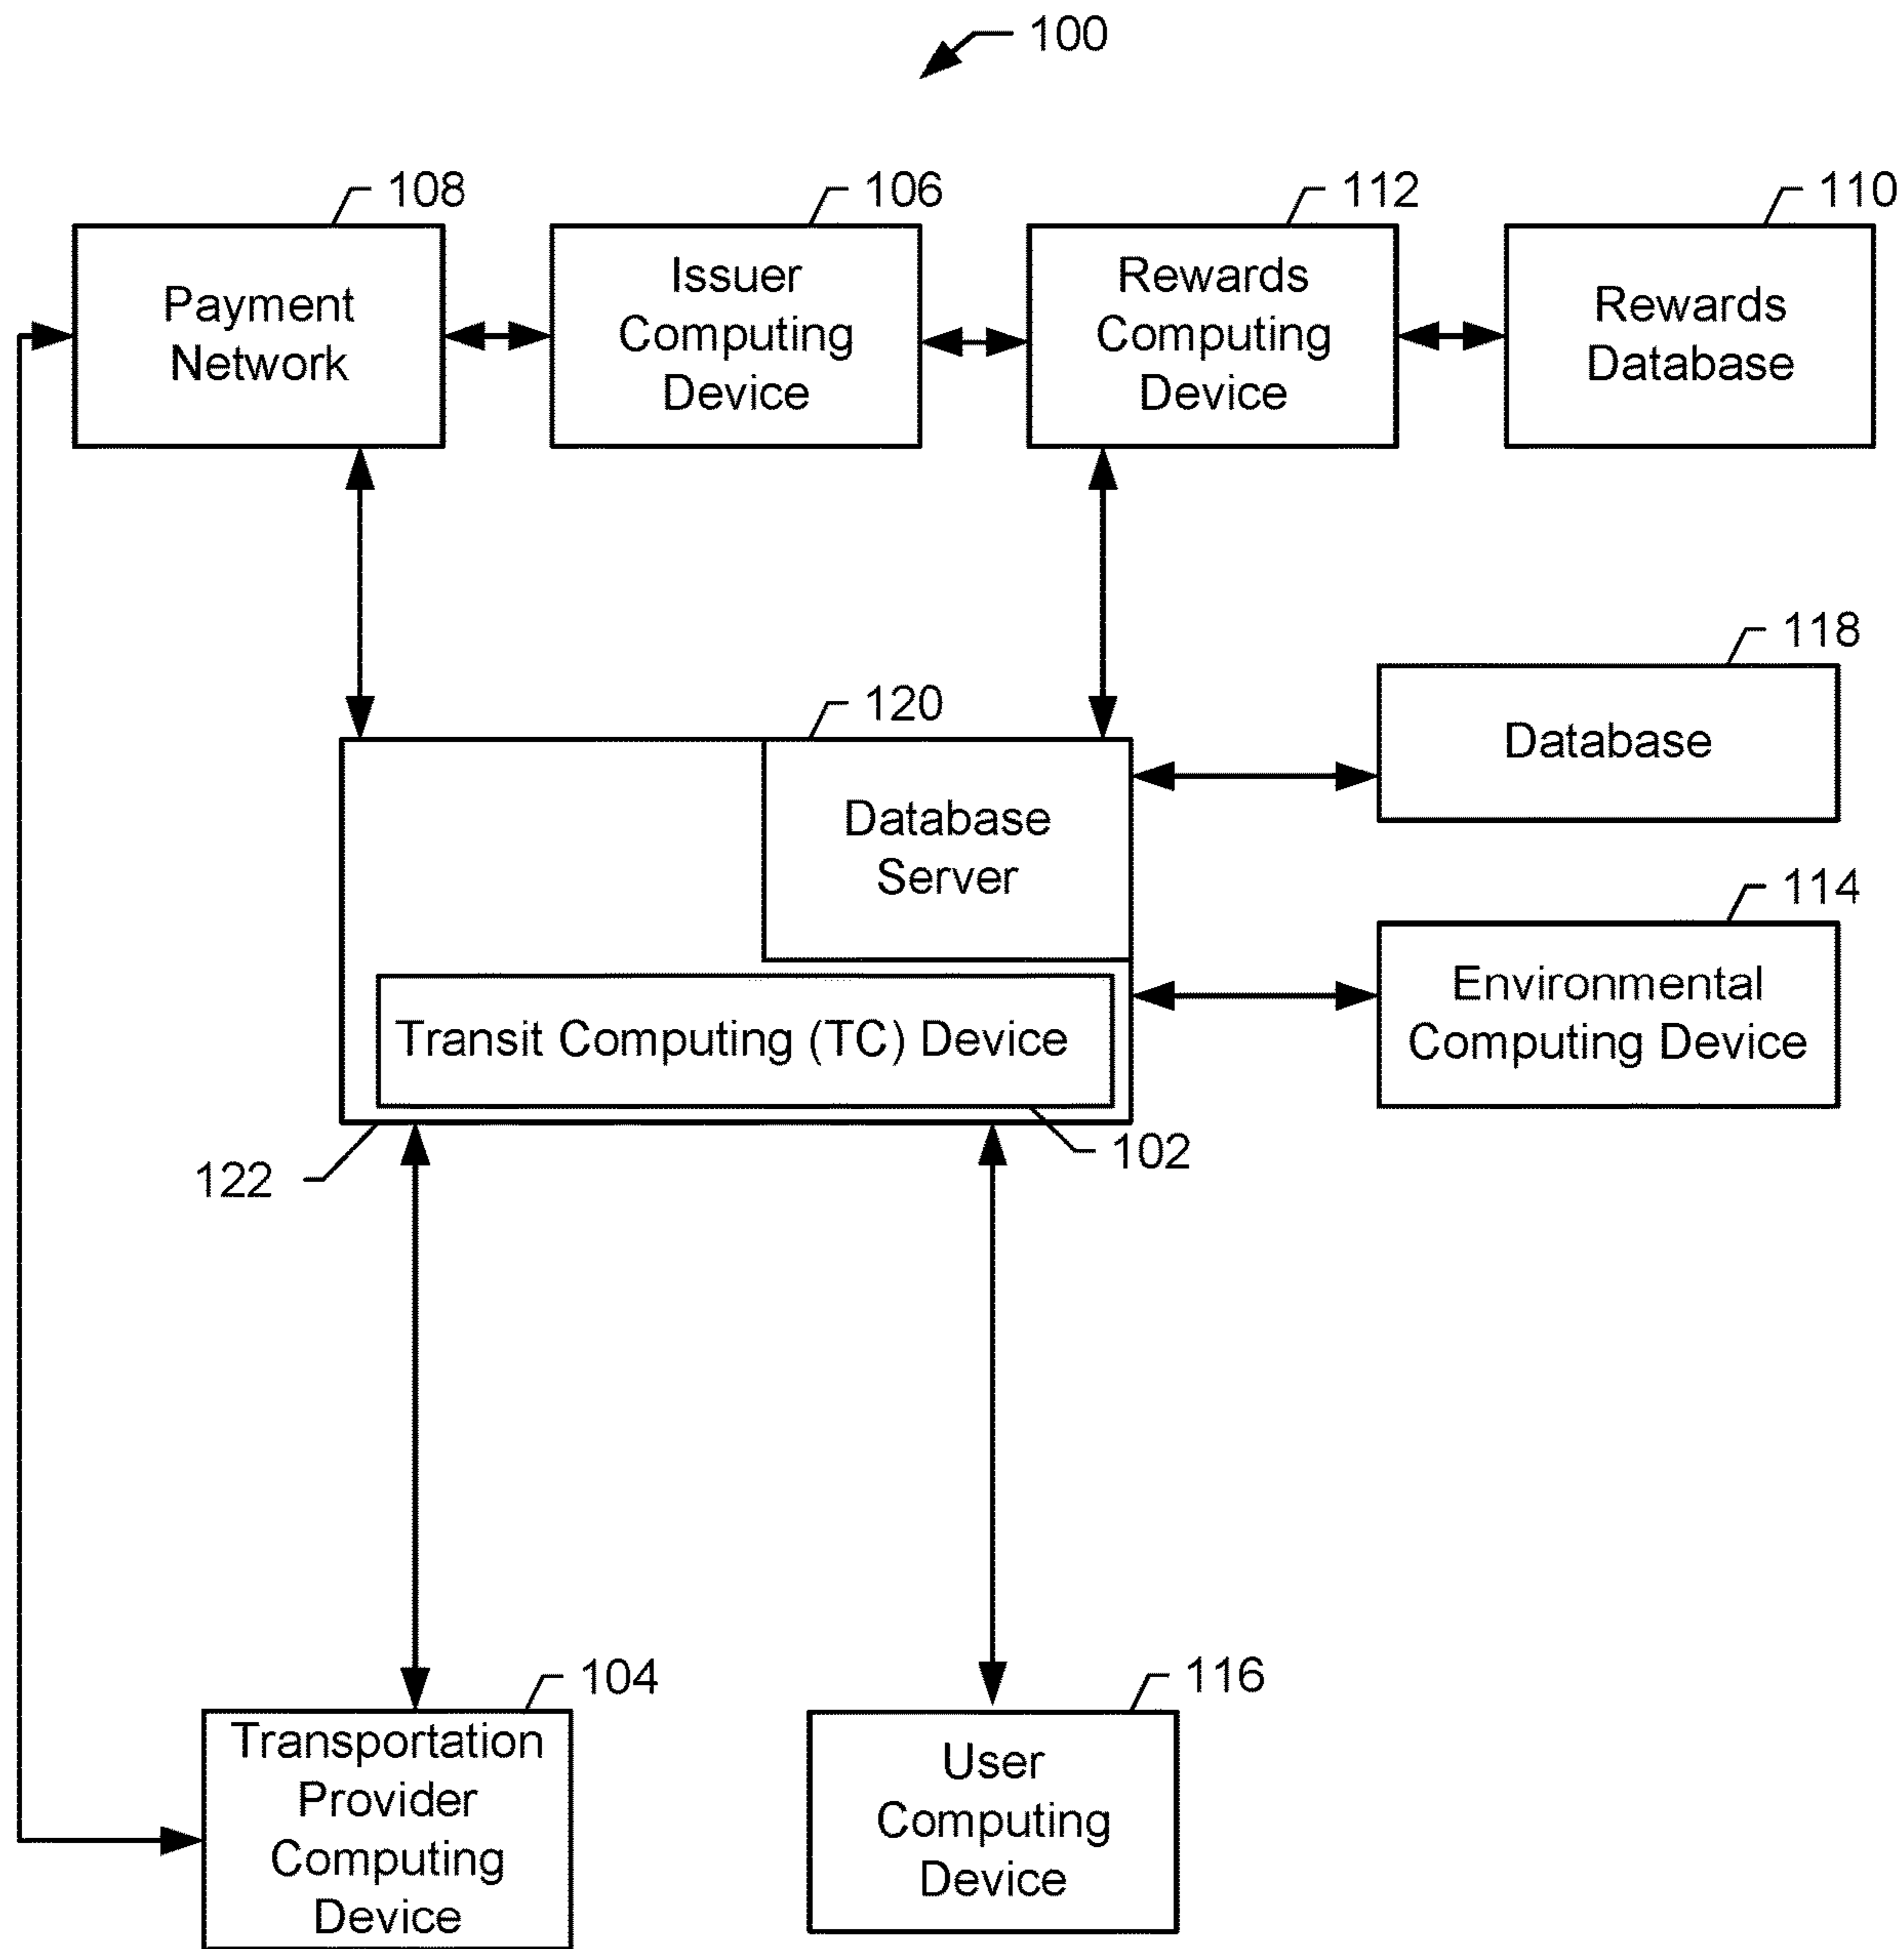 100
108
106
112
110
Payment
Network
Issuer
Computing
Device
Rewards
Computing
Device
Rewards
Database
118
Database
120
Database
Server
114
Environmental
Computing Device
Transit Computing (TC) Device
122
102
104
Transportation
Provider
Computing
Device
116
User
Computing
Device